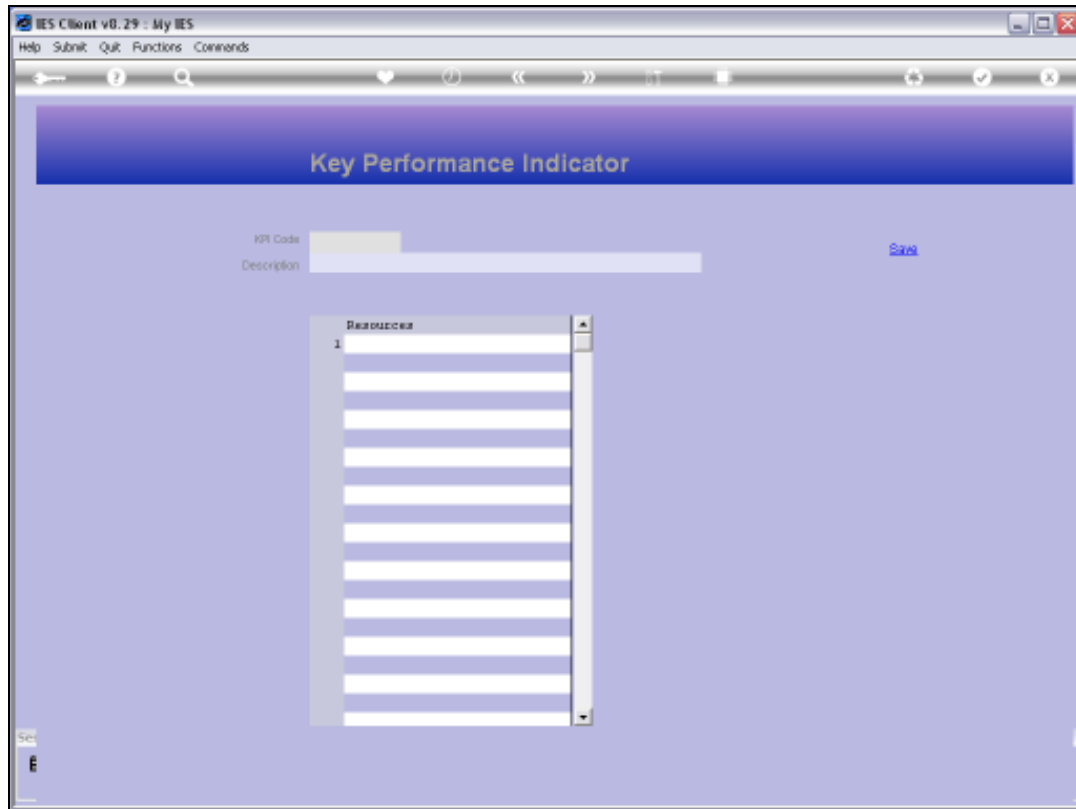 IES Client v8.29 : My IES
Help Submit Quit Functions Commands
Key Performance Indicator
KPI Code
Save
Description
Resources
1